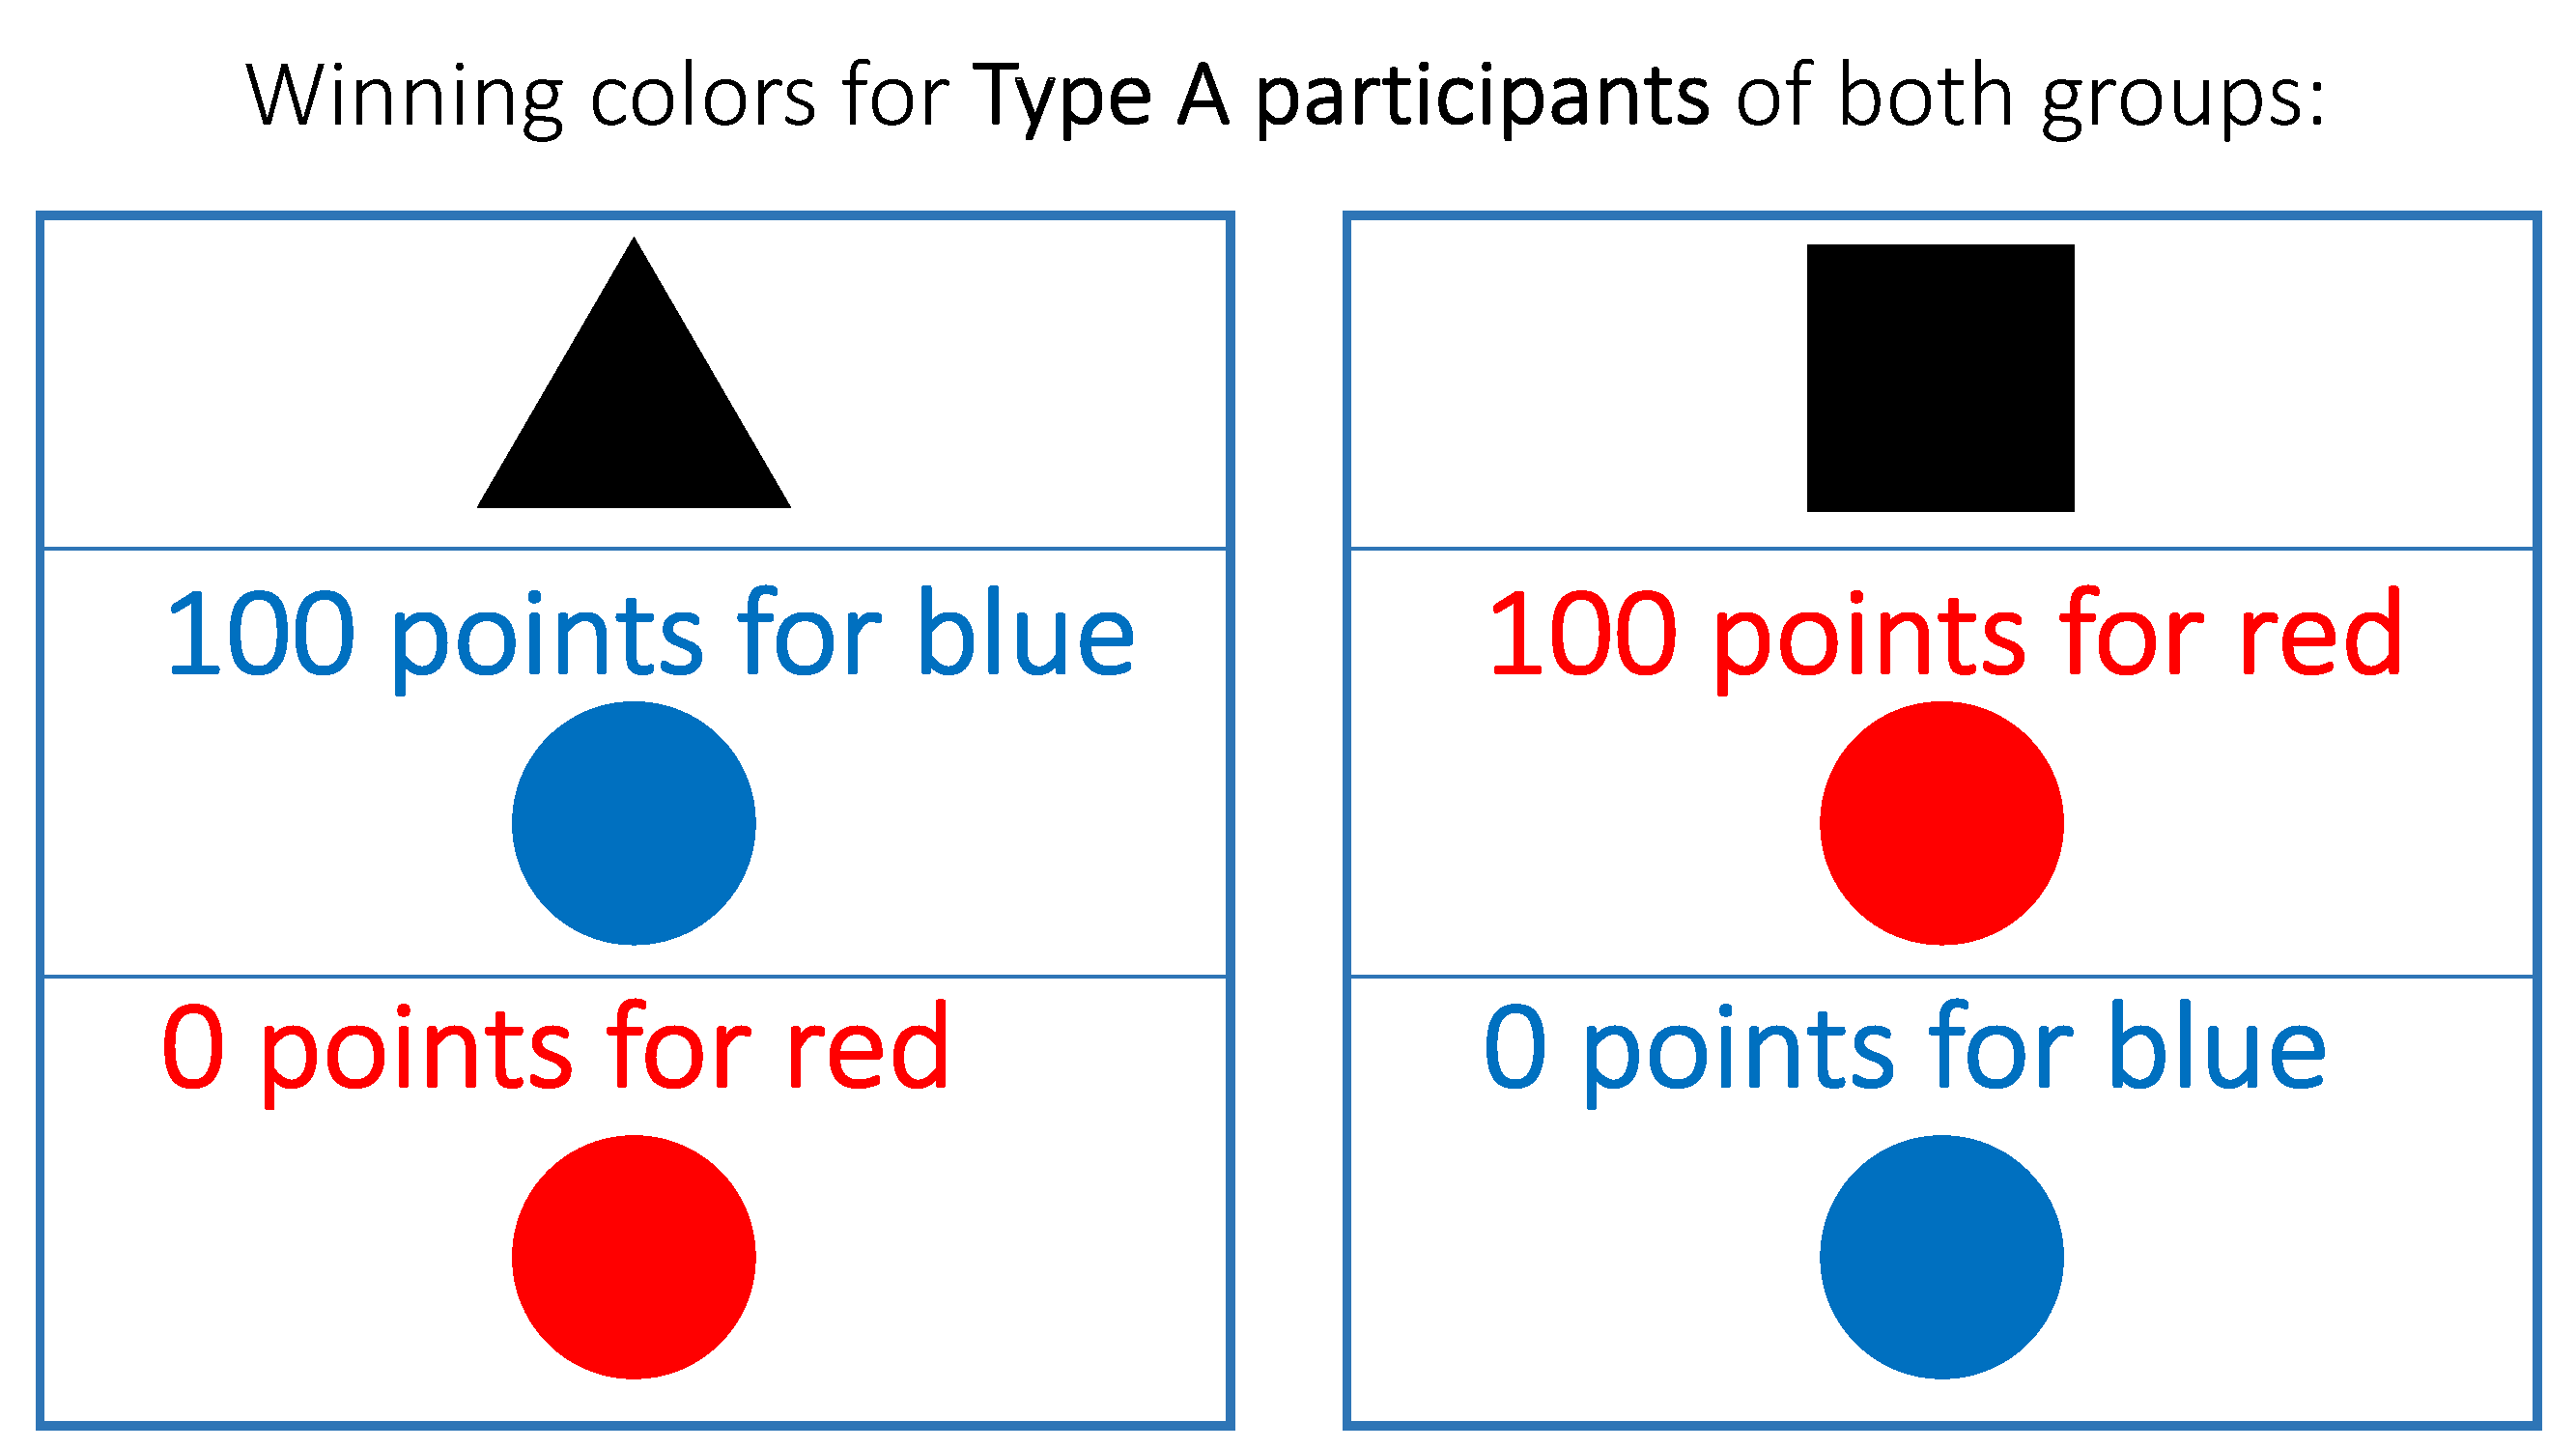 Winning colors for Type A participants of both groups:
100 points for blue
0 points for red
100 points for red
0 points for blue